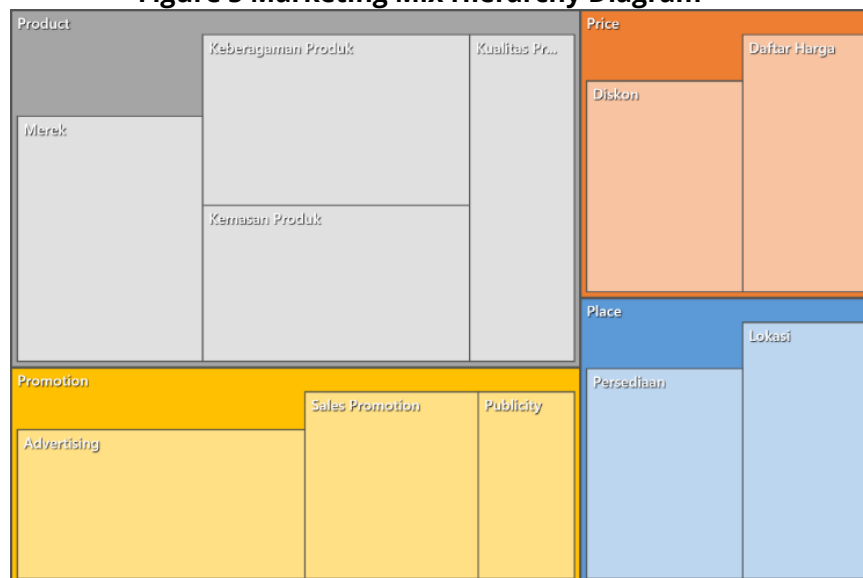 Figure 3 Marketing Mix Hierarchy Diagram
Product
Keberagaman Produk
Kualitas Pr...
Merek
Kemasan Produk
Price
Daftar Harga
Diskon
Place
Lokasi
Persediaan
Promotion
Sales Promotion
Publicity
Advertising